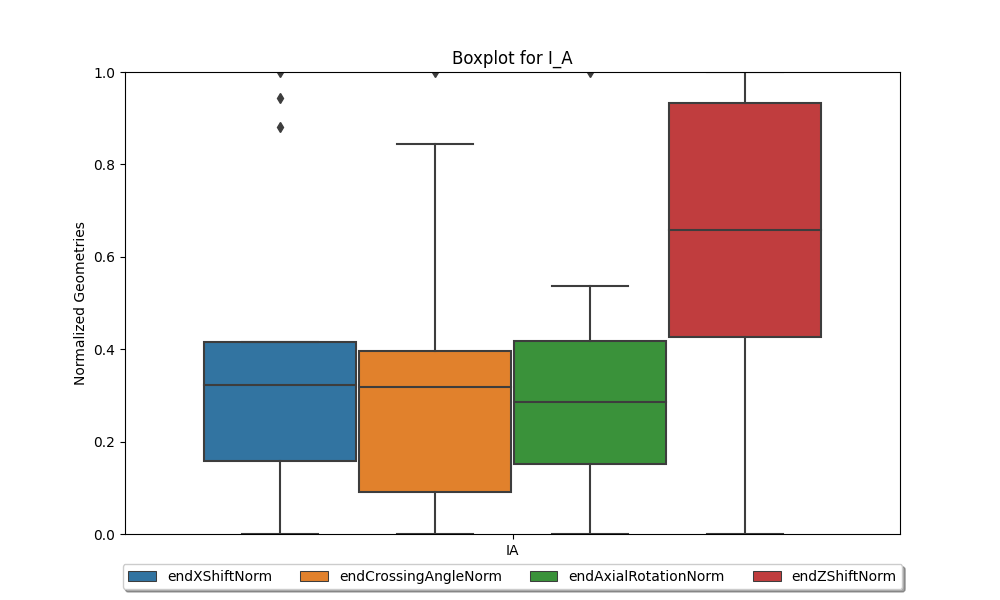 Boxplot for I_A
Normalized Geometries
1.0
0.8
0.6
0.4
0.2
0.0
IA
endXShiftNorm endCrossingAngleNorm endAxialRotationNorm endZShiftNorm